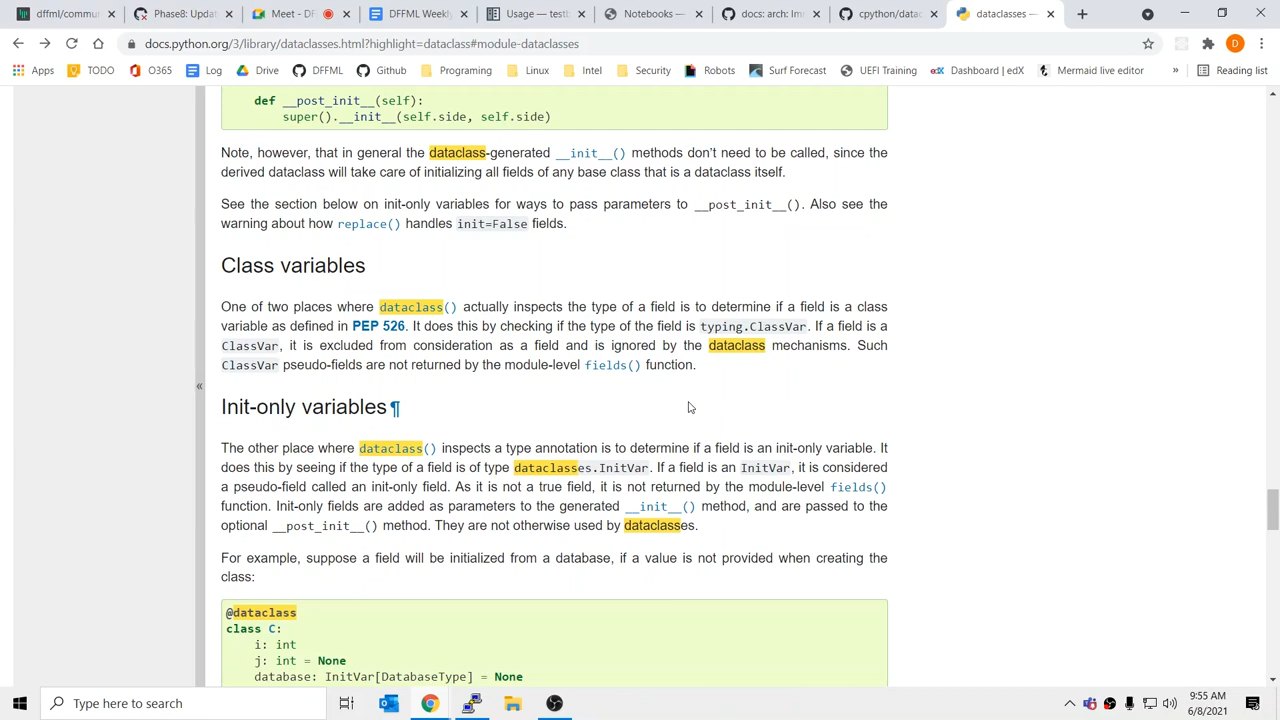 dffml/commu
Phase8: Updat
Meet - DFF
DFFML Weekly
Usage — testb
Notebooks —
docs: arch: Im
cpython/datac
dataclasses —
docs.python.org/3/library/dataclasses.html?highlight=dataclass#module-dataclasses
D
Apps
TODO
O365
Log
Drive
DFFML
Github
Programing
Linux
Intel
Security
Robots
Surf Forecast
UEFI Training
edX
Dashboard | edX
Mermaid live editor
»
Reading list
def __post_init__(self):
super().__init__(self.side, self.side)
Note, however, that in general the dataclass-generated __init__() methods don't need to be called, since the
derived dataclass will take care of initializing all fields of any base class that is a dataclass itself.
See the section below on init-only variables for ways to pass parameters to __post_init__(). Also see the
warning about how replace() handles init=False fields.
Class variables
One of two places where dataclass() actually inspects the type of a field is to determine if a field is a class
variable as defined in PEP 526. It does this by checking if the type of the field is typing.ClassVar. If a field is a
ClassVar, it is excluded from consideration as a field and is ignored by the dataclass mechanisms. Such
ClassVar pseudo-fields are not returned by the module-level fields() function.
«
Init-only variables ¶
The other place where dataclass() inspects a type annotation is to determine if a field is an init-only variable. It
does this by seeing if the type of a field is of type dataclasses.InitVar. If a field is an InitVar, it is considered
a pseudo-field called an init-only field. As it is not a true field, it is not returned by the module-level fields()
function. Init-only fields are added as parameters to the generated __init__() method, and are passed to the
optional __post_init__() method. They are not otherwise used by dataclasses.
For example, suppose a field will be initialized from a database, if a value is not provided when creating the
class:
@dataclass
class C:
i: int
j: int = None
database: InitVar[DatabaseType] = None
Type here to search
9:55 AM
6/8/2021